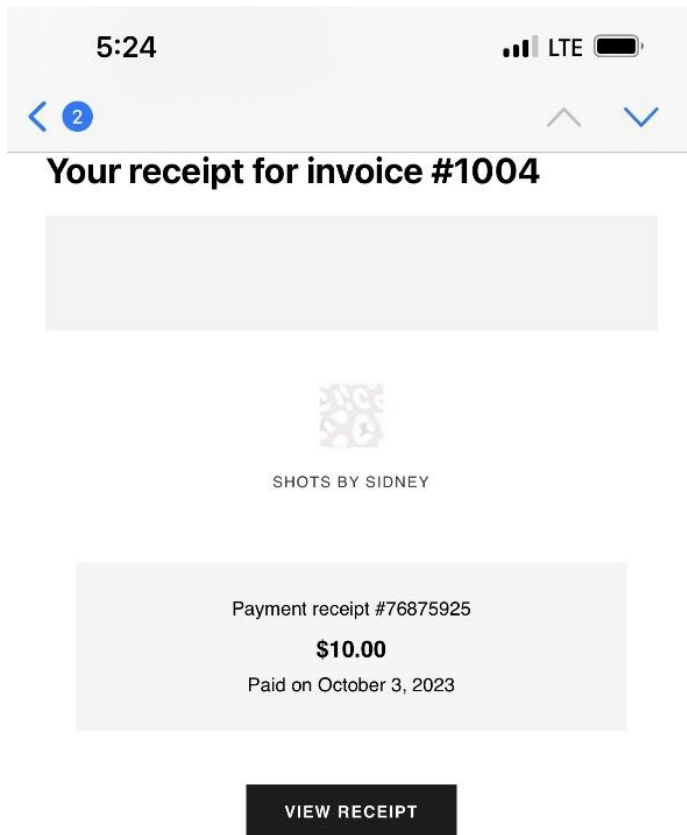 5:24
LTE
2
Your receipt for invoice #1004
SHOTS BY SIDNEY
Payment receipt #76875925
$10.00
Paid on October 3, 2023
VIEW RECEIPT